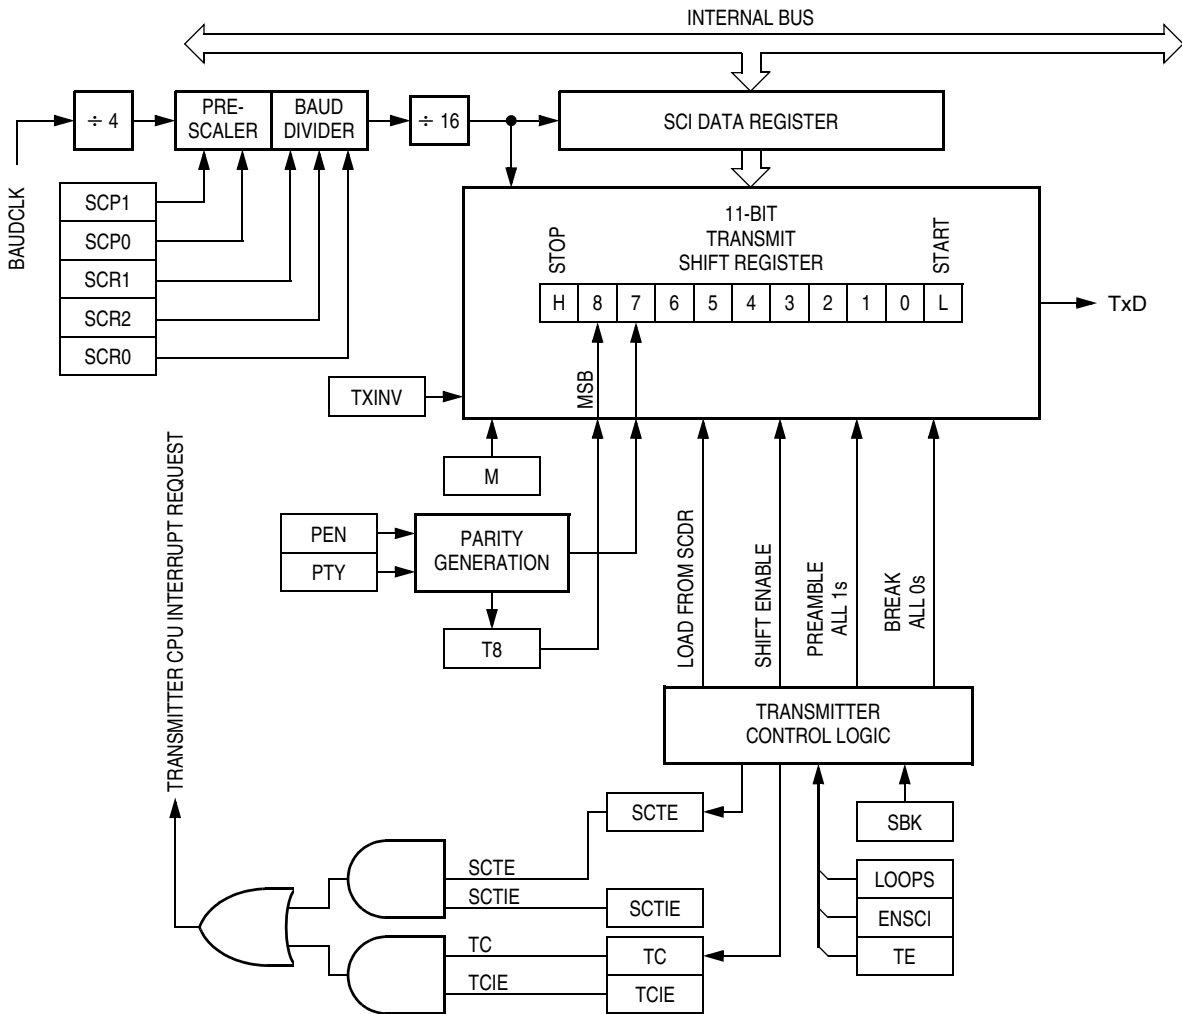 INTERNAL BUS
÷ 4
PRE-
SCALER
BAUD
DIVIDER
÷ 16
SCI DATA REGISTER
BAUDCLK
SCP1
SCP0
SCR1
SCR2
SCR0
11-BIT
TRANSMIT
SHIFT REGISTER
STOP
START
H 8 7 6 5 4 3 2 1 0 L
TxD
MSB
TXINV
M
PEN
PTY
PARITY
GENERATION
T8
LOAD FROM SCDR
SHIFT ENABLE
PREAMBLE
ALL 1s
BREAK
ALL 0s
TRANSMITTER CPU INTERRUPT REQUEST
TRANSMITTER
CONTROL LOGIC
SCTE
SBK
SCTE
SCTIE
SCTIE
LOOPS
ENSCI
TE
TC
TC
TCIE
TCIE